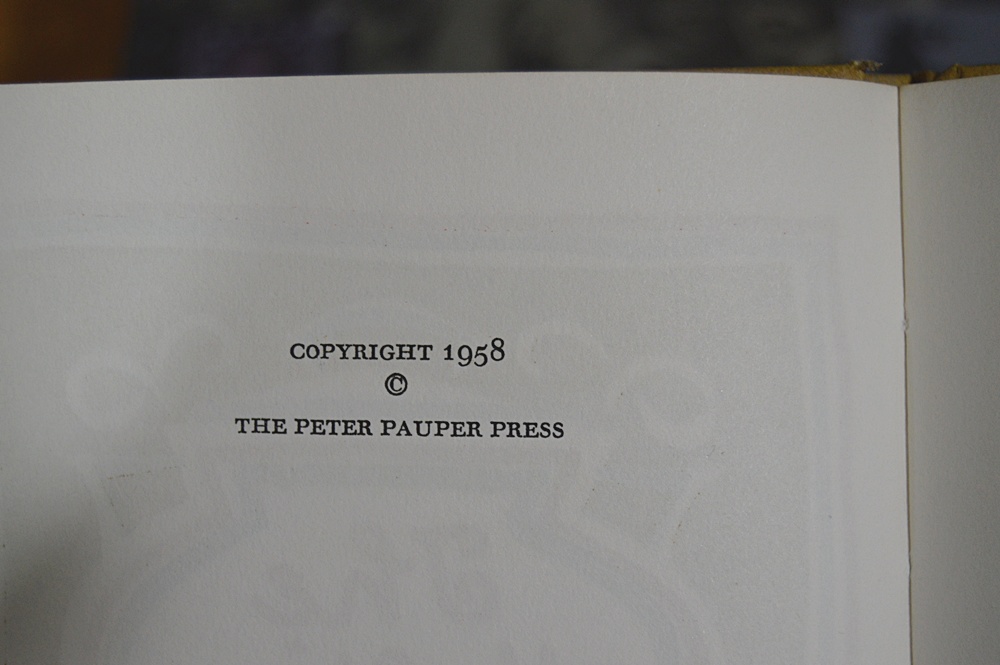 COPYRIGHT 1958
©
THE PETER PAUPER PRESS